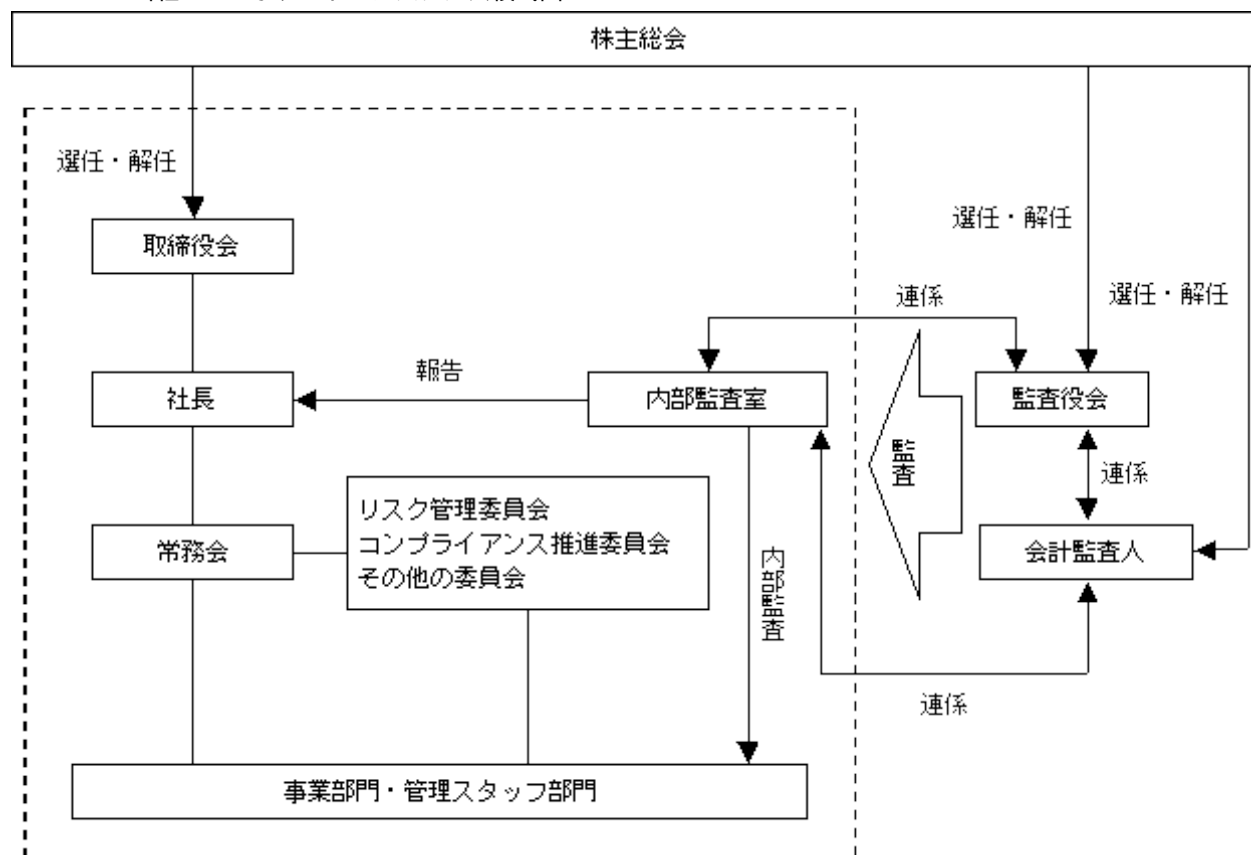 株主総会
選任・解任
選任・解任
選任・解任
取締役会
連係
報告
社長
内部監査室
監査役会
監査
連係
リスク管理委員会
コンプライアンス推進委員会
その他の委員会
常務会
内部監査
会計監査人
連係
事業部門・管理スタッフ部門